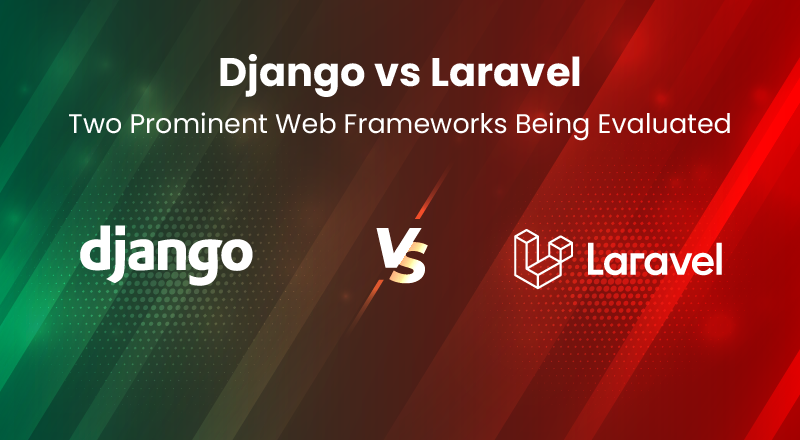 Django vs Laravel
Two Prominent Web Frameworks Being Evaluated
django
VS
Laravel